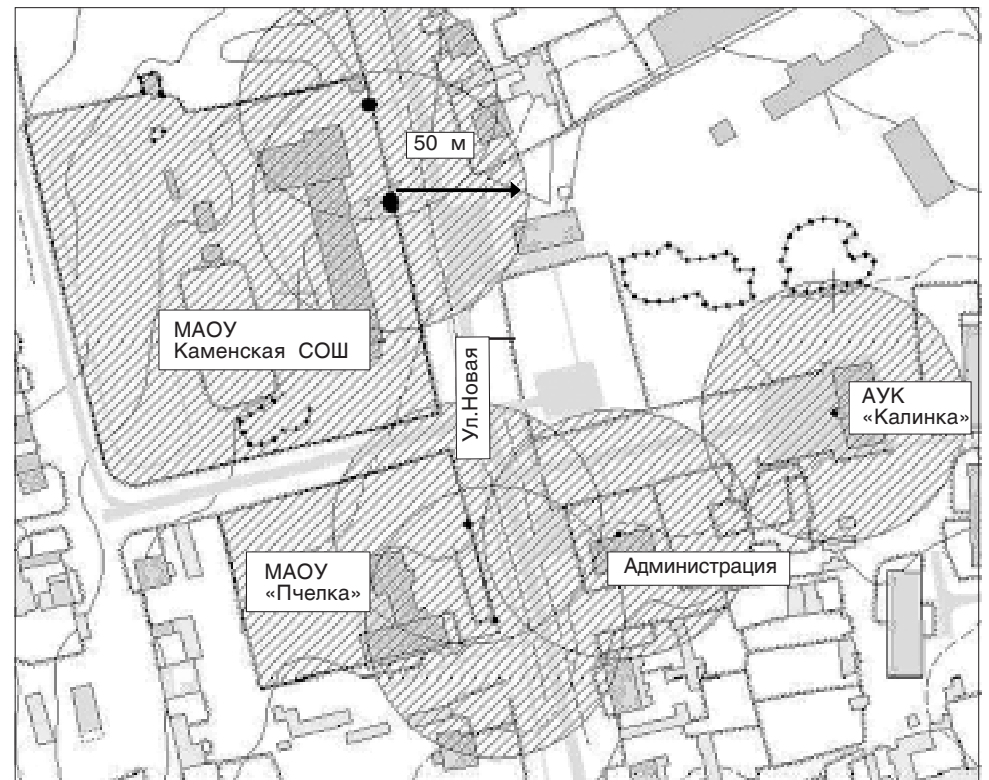 50 м
МАОУ
Каменская СОШ
Ул.Новая
АУК
«Калинка»
МАОУ
«Пчелка»
Администрация